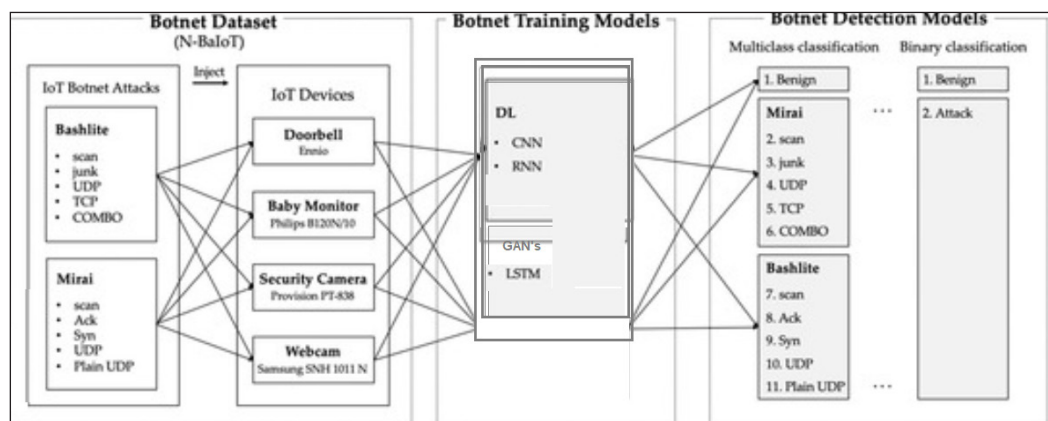 Botnet Dataset
(N-BaIoT)
Inject
IoT Botnet Attacks
Bashlite
• scan
• junk
• UDP
• TCP
• COMBO
Mirai
• scan
• Ack
• Syn
• UDP
• Plain UDP
IoT Devices
Doorbell
Ennio
Baby Monitor
Philips B120N/10
Security Camera
Provision PT-838
Webcam
Samsung SNH 1011 N
Botnet Training Models
DL
• CNN
• RNN
GAN's
• LSTM
Botnet Detection Models
Multiclass classification
1. Benign
Mirai
2. scan
3. junk
4. UDP
5. TCP
6. COMBO
Bashlite
7. scan
8. Ack
9. Syn
10. UDP
11. Plain UDP
...
...
Binary classification
1. Benign
2. Attack